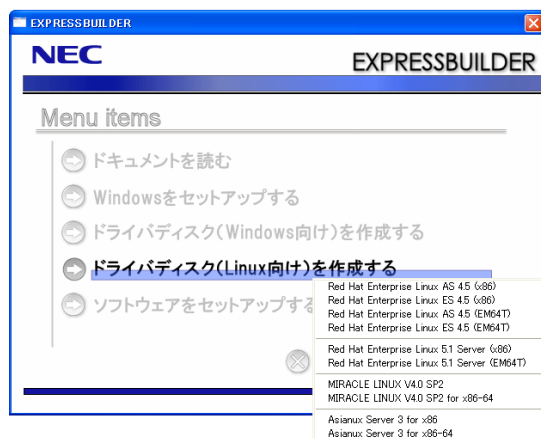 EXPRESSBUILDER
NEC
EXPRESSBUILDER
Menu items
ドキュメントを読む
Windowsをセットアップする
ドライバディスク(Windows向け)を作成する
ドライバディスク(Linux向け)を作成する
ソフトウェアをセットアップする
Red Hat Enterprise Linux AS 4.5 (x86)
Red Hat Enterprise Linux ES 4.5 (x86)
Red Hat Enterprise Linux AS 4.5 (EM64T)
Red Hat Enterprise Linux ES 4.5 (EM64T)
Red Hat Enterprise Linux 5.1 Server (x86)
Red Hat Enterprise Linux 5.1 Server (EM64T)
MIRACLE LINUX V4.0 SP2
MIRACLE LINUX V4.0 SP2 for x86-64
Asianux Server 3 for x86
Asianux Server 3 for x86-64